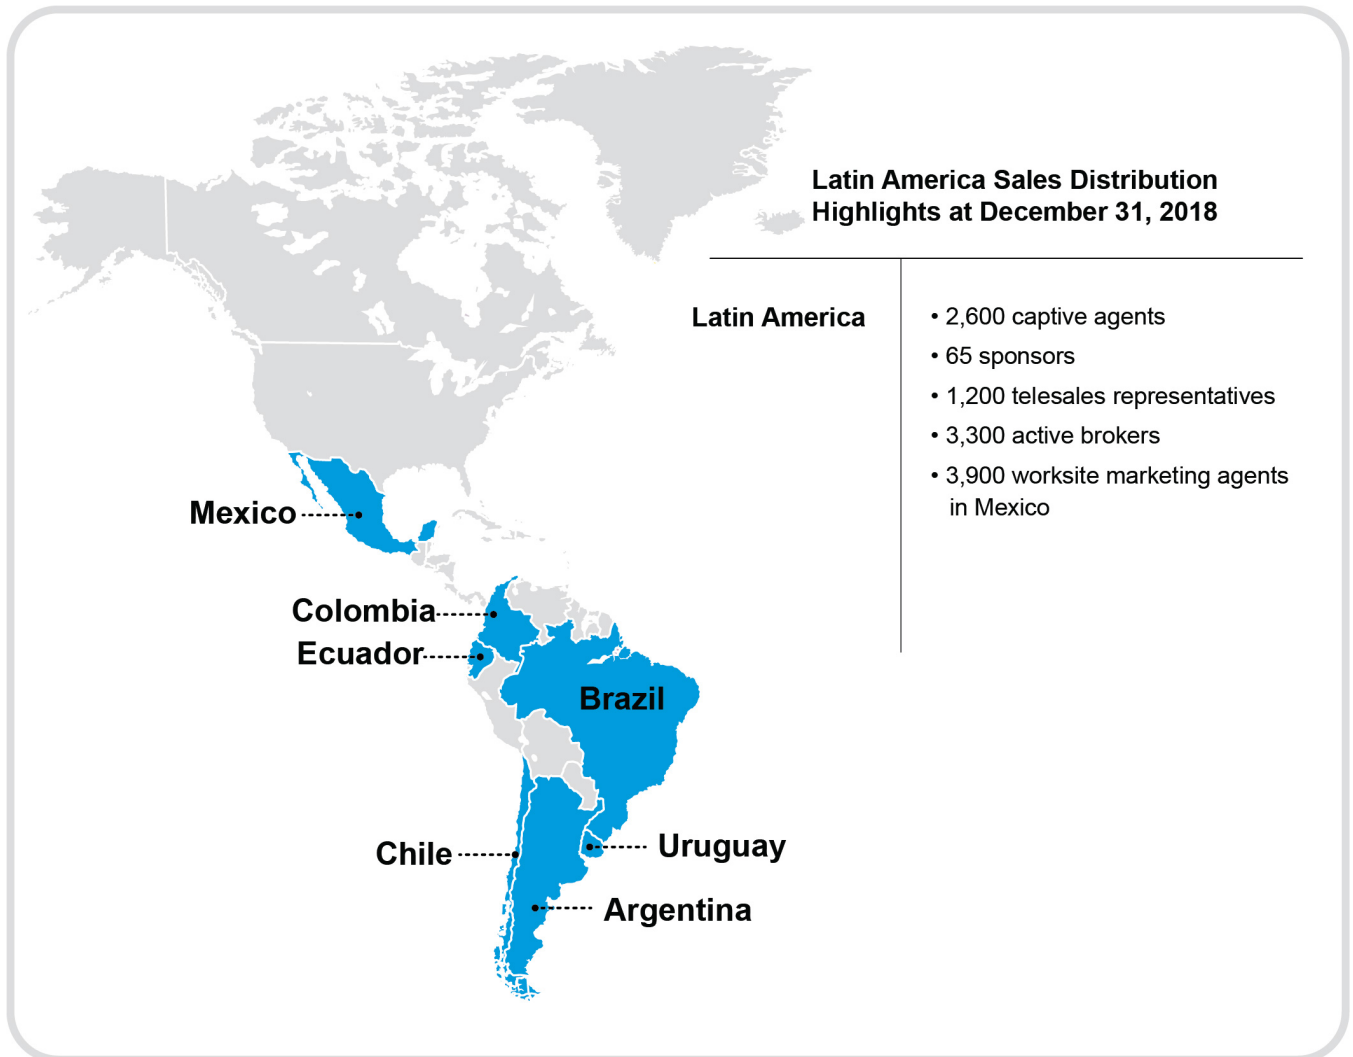 Latin America Sales Distribution
Highlights at December 31, 2018
Latin America
• 2,600 captive agents
• 65 sponsors
• 1,200 telesales representatives
• 3,300 active brokers
• 3,900 worksite marketing agents
in Mexico
Mexico
Colombia
Ecuador
Brazil
Chile
Uruguay
Argentina